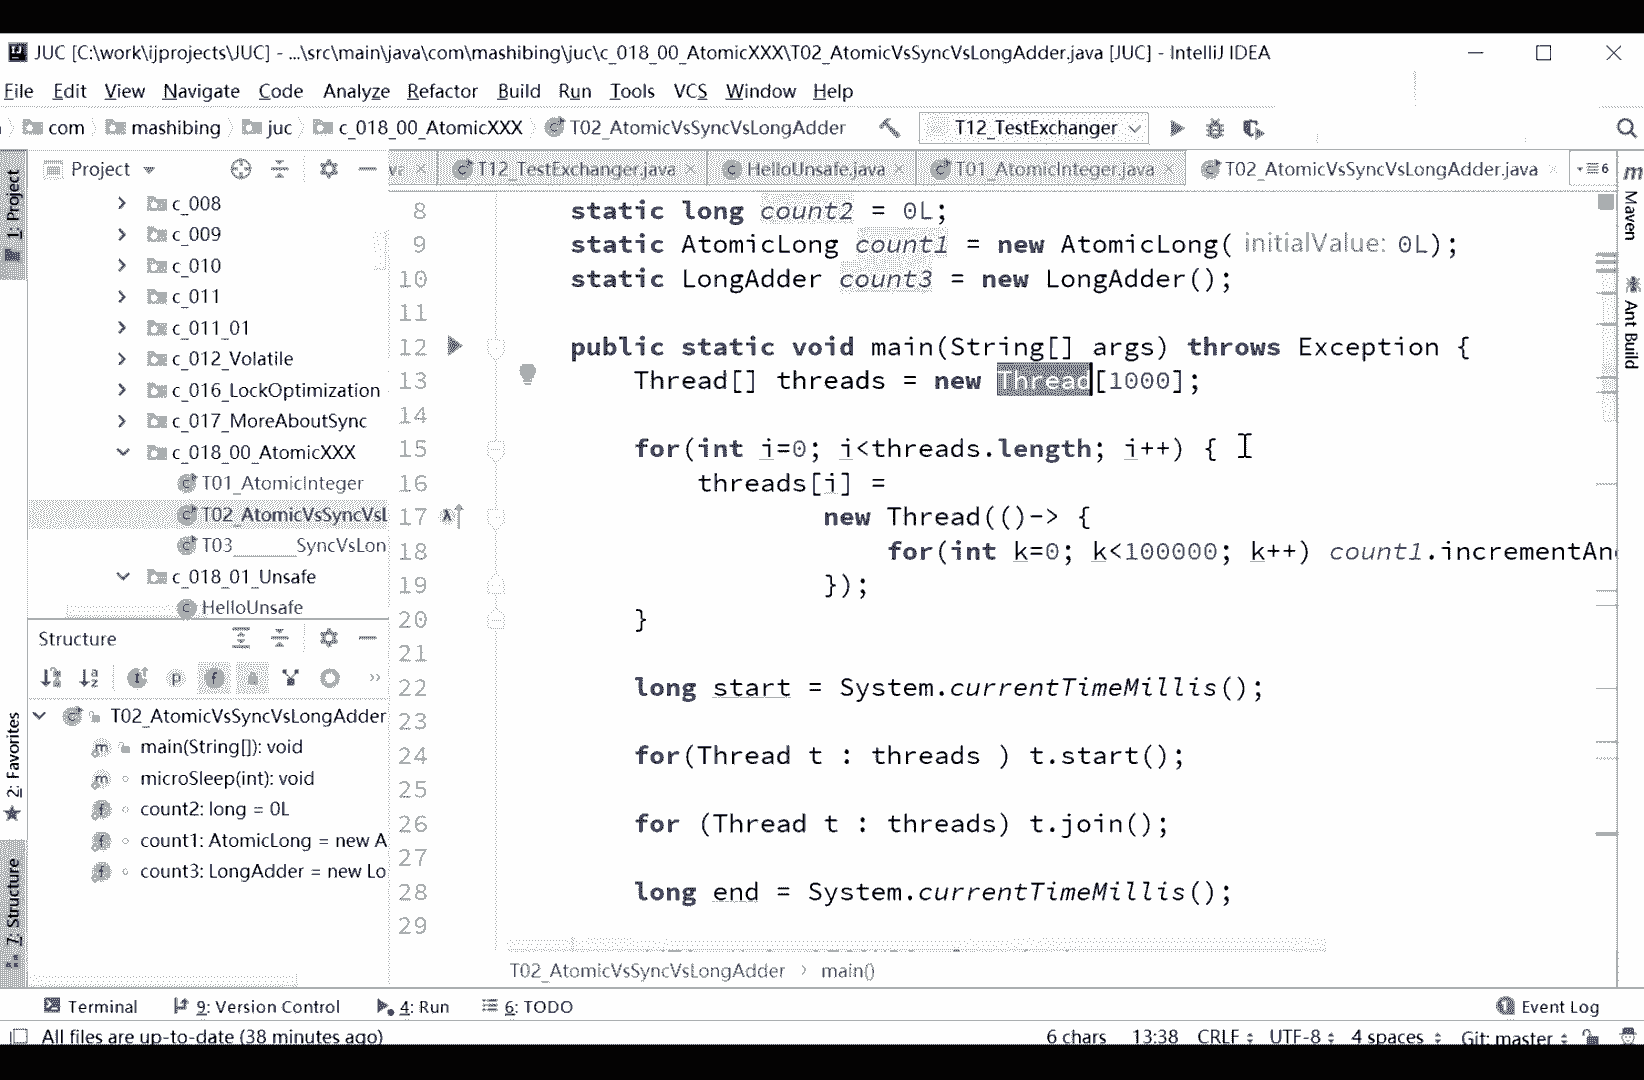 JUC [C:\work\ijprojects\JUC] - ...\src\main\java\com\mashibing\juc\c_018_00_AtomicXXX\T02_AtomicVsSyncVsLongAdder.java [JUC] - IntelliJ IDEA
File Edit View Navigate Code Analyze Refactor Build Run Tools VCS Window Help
com mashibing juc c_018_00_AtomicXXX T02_AtomicVsSyncVsLongAdder T12_TestExchanger
1: Project
Project
T12_TestExchanger.java HelloUnsafe.java T01_AtomicInteger.java T02_AtomicVsSyncVsLongAdder.java 6
c_008
c_009
c_010
c_011
c_011_01
c_012_Volatile
c_016_LockOptimization
c_017_MoreAboutSync
c_018_00_AtomicXXX
T01_AtomicInteger
T02_AtomicVsSyncVsL
T03 SyncVsLon
c_018_01_Unsafe
HelloUnsafe
Structure
T02_AtomicVsSyncVsLongAdder
main(String[]): void
microSleep(int): void
count2: long = 0L
count1: AtomicLong = new A
count3: LongAdder = new Lo
2: Favorites
7: Structure
8 static long count2 = 0L;
9 static AtomicLong count1 = new AtomicLong( initialValue: 0L);
10 static LongAdder count3 = new LongAdder();
11
12 public static void main(String[] args) throws Exception {
13 Thread[] threads = new Thread[1000];
14
15 for(int i=0; i<threads.length; i++) {
16 threads[i] =
17 new Thread(()-> {
18 for(int k=0; k<100000; k++) count1.incrementAn
19 });
20 }
21
22 long start = System.currentTimeMillis();
23
24 for(Thread t : threads ) t.start();
25
26 for (Thread t : threads) t.join();
27
28 long end = System.currentTimeMillis();
29
T02_AtomicVsSyncVsLongAdder main()
Maven
Ant Build
Terminal 9: Version Control 4: Run 6: TODO Event Log
All files are up-to-date (38 minutes ago) 6 chars 13:38 CRLF UTF-8 4 spaces Git: master